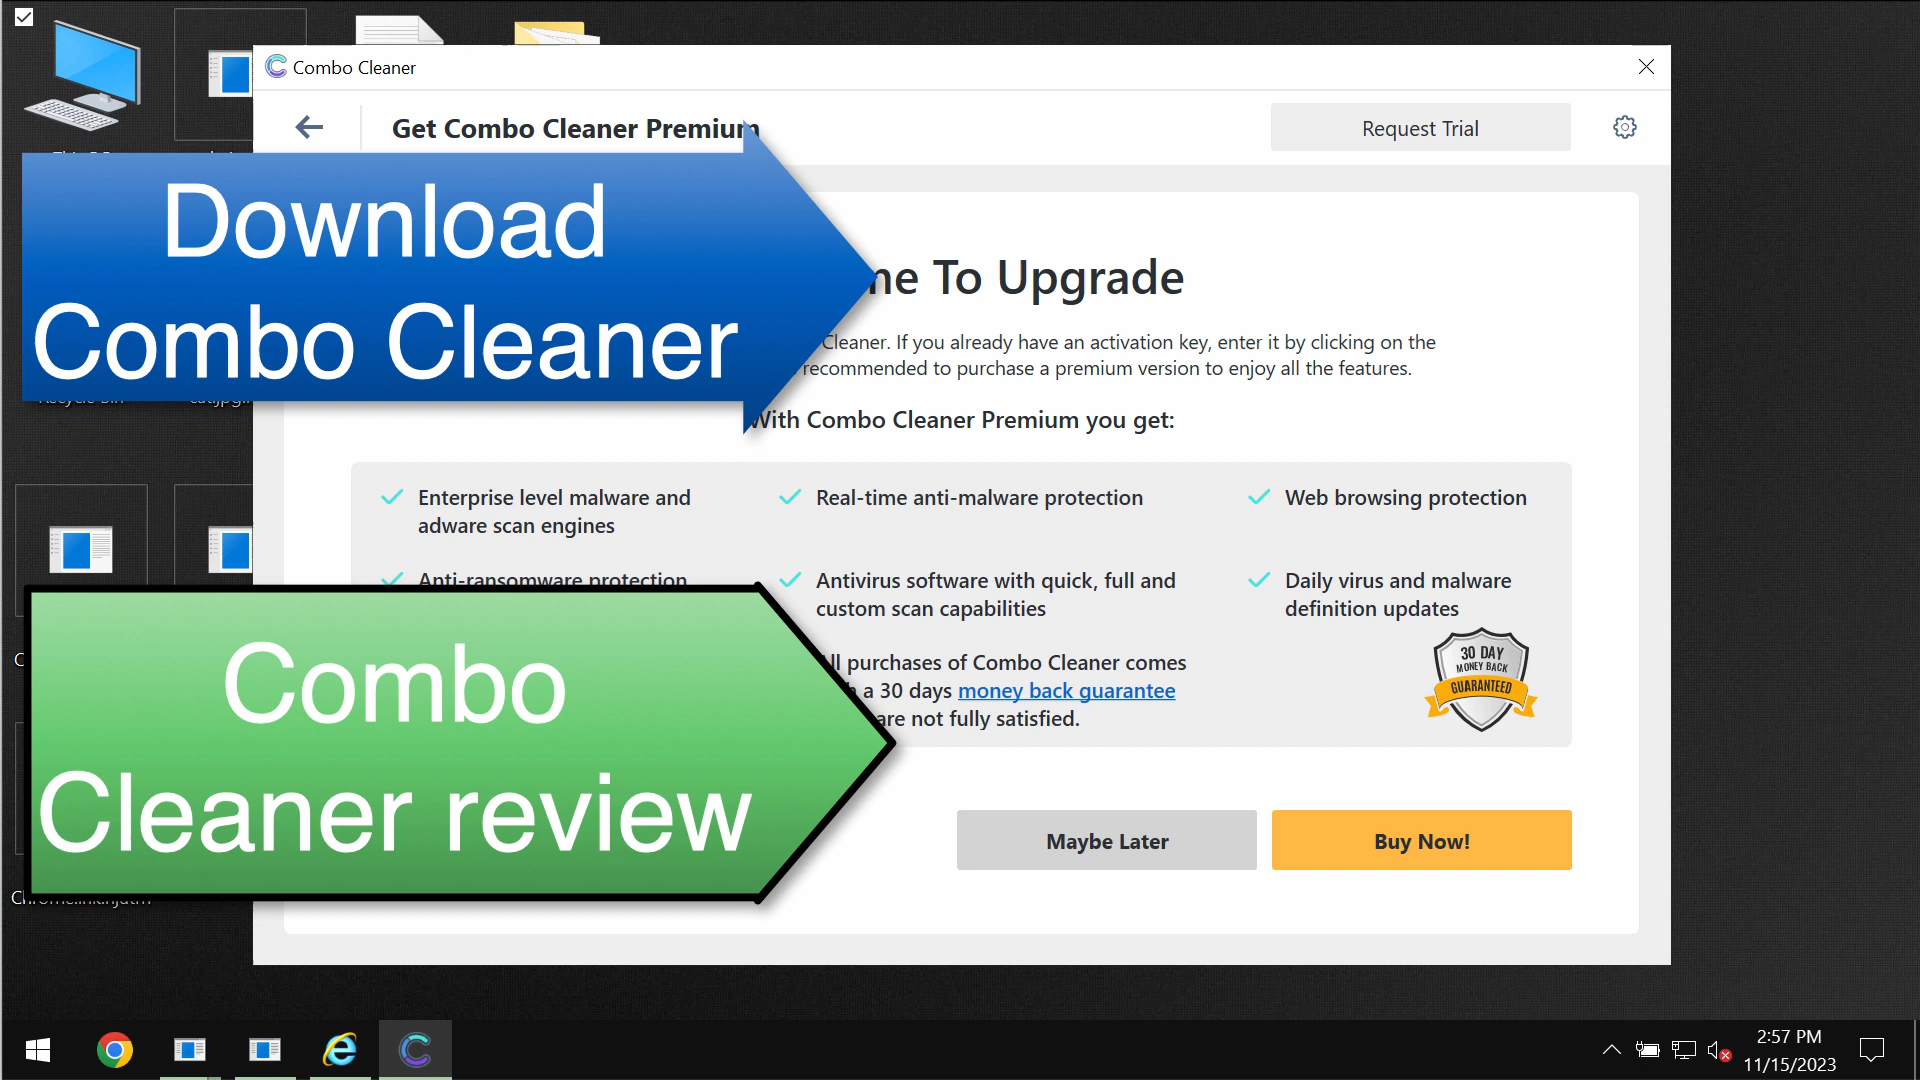 Combo Cleaner
Get Combo Cleaner Premium
Request Trial
Download
Combo Cleaner
To Upgrade
Cleaner. If you already have an activation key, enter it by clicking on the
recommended to purchase a premium version to enjoy all the features.
With Combo Cleaner Premium you get:
Enterprise level malware and
adware scan engines
Real-time anti-malware protection
Web browsing protection
Anti-ransomware protection
Antivirus software with quick, full and
custom scan capabilities
Daily virus and malware
definition updates
purchases of Combo Cleaner comes
a 30 days money back guarantee
are not fully satisfied.
30 DAY
MONEY BACK
GUARANTEED
Combo
Cleaner review
Maybe Later
Buy Now!
2:57 PM
11/15/2023